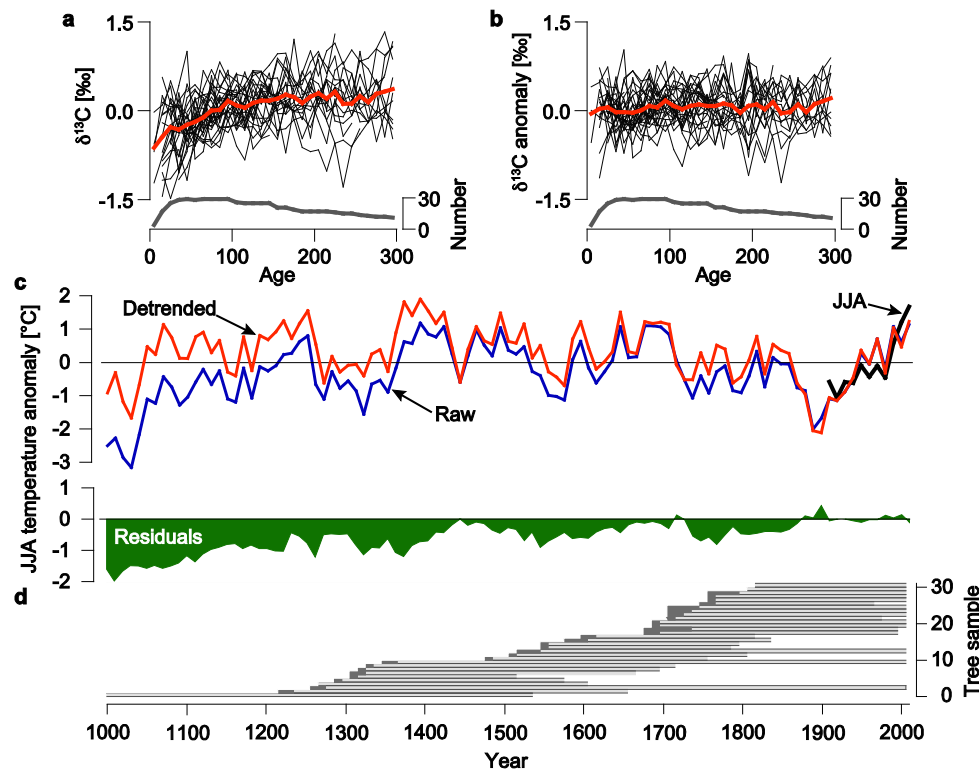 a
1.5
0.0
-1.5
δ¹³C [‰]
30
0
Number
0
100
200
300
Age
b
1.5
0.0
-1.5
δ¹³C anomaly [‰]
30
0
Number
0
100
200
300
Age
c
2
1
0
-1
-2
-3
JJA temperature anomaly [°C]
Detrended
Raw
JJA
1
0
-1
-2
Residuals
d
30
20
10
0
Tree sample
1000
1100
1200
1300
1400
1500
1600
1700
1800
1900
2000
Year